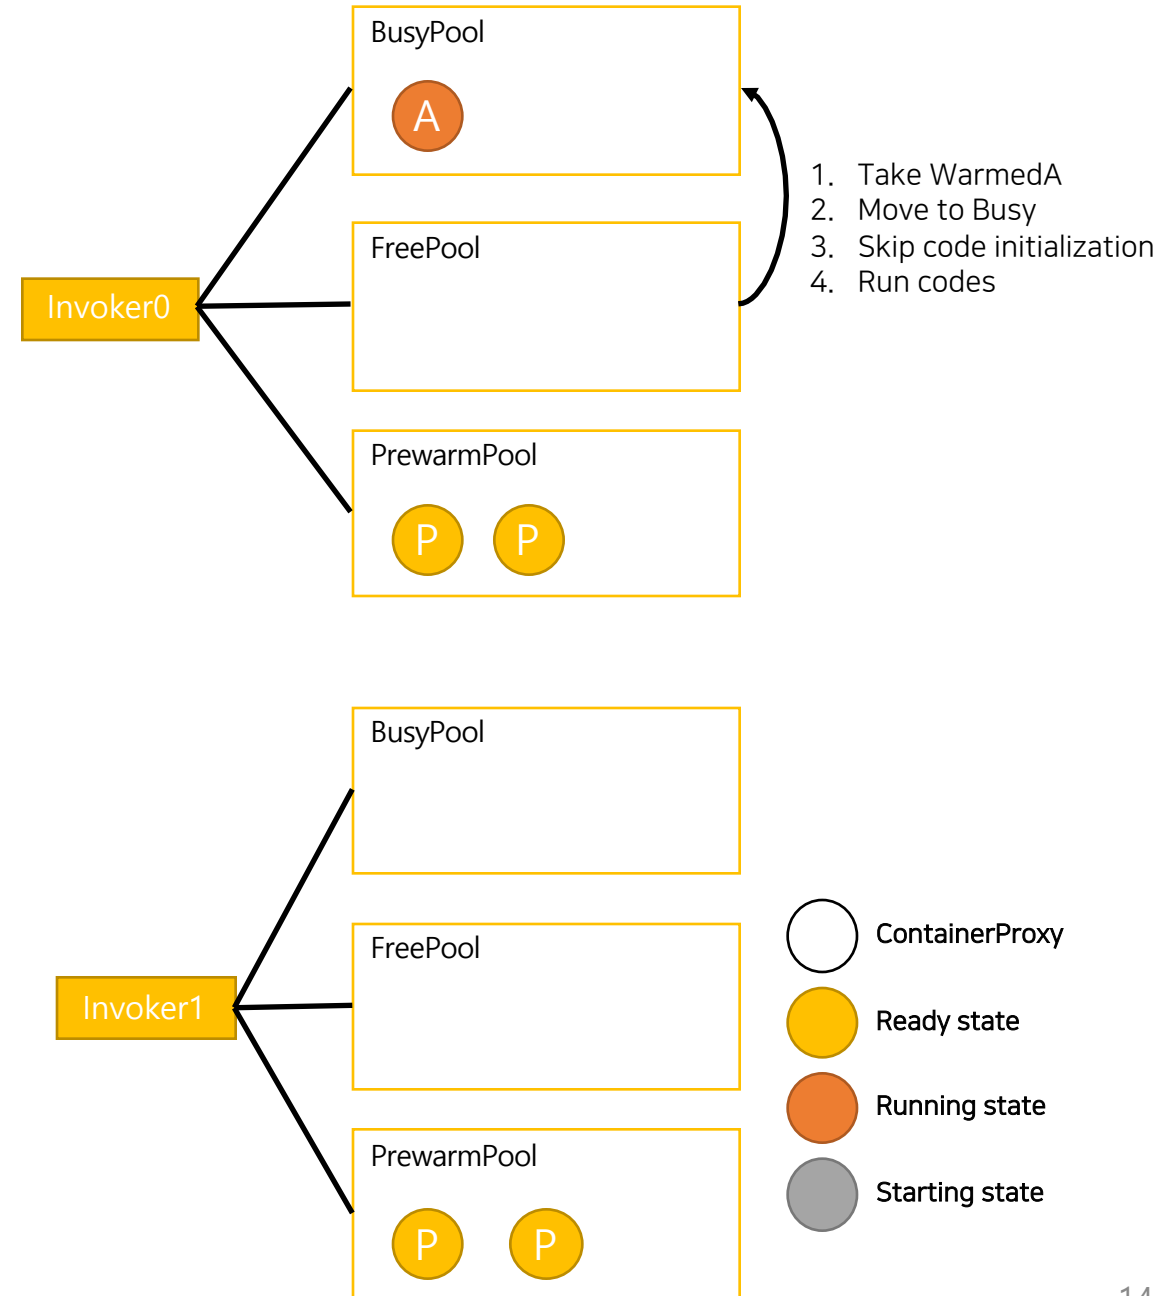 BusyPool
A
1. Take WarmedA
2. Move to Busy
3. Skip code initialization
4. Run codes
FreePool
Invoker0
PrewarmPool
P P
BusyPool
FreePool
Invoker1
PrewarmPool
P P
ContainerProxy
Ready state
Running state
Starting state
14